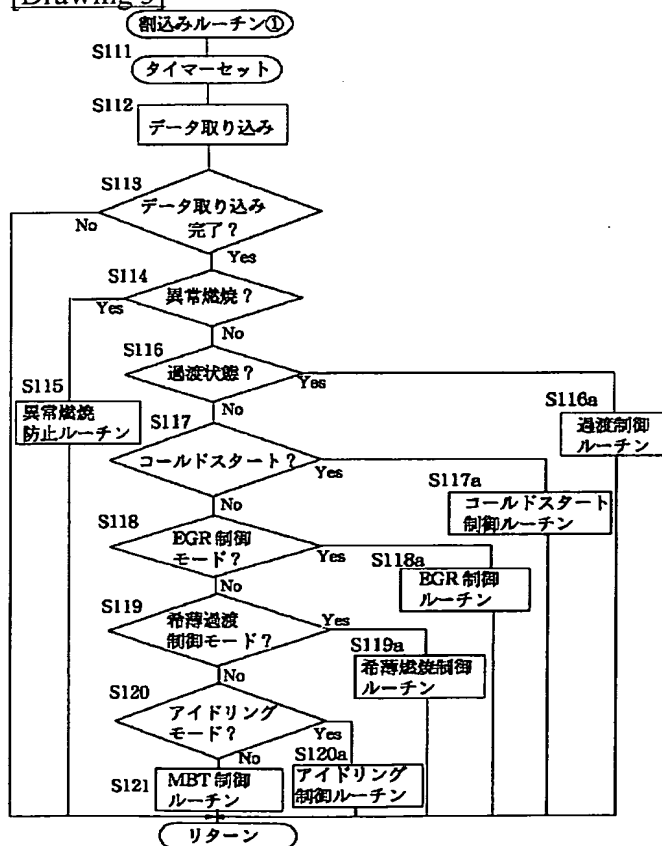 [Drawing 5]
割込みルーチン①
S111
タイマーセット
S112
データ取り込み
S113
データ取り込み
完了？
No
Yes
S114
異常燃焼？
Yes
No
S116
過渡状態？
Yes
No
S115
異常燃焼
防止ルーチン
S116a
過渡制御
ルーチン
S117
コールドスタート？
Yes
No
S117a
コールドスタート
制御ルーチン
S118
EGR制御
モード？
Yes
No
S118a
EGR制御
ルーチン
S119
希薄過渡
制御モード？
Yes
No
S119a
希薄燃焼制御
ルーチン
S120
アイドリング
モード？
Yes
No
S120a
アイドリング
制御ルーチン
S121
MBT制御
ルーチン
リターン